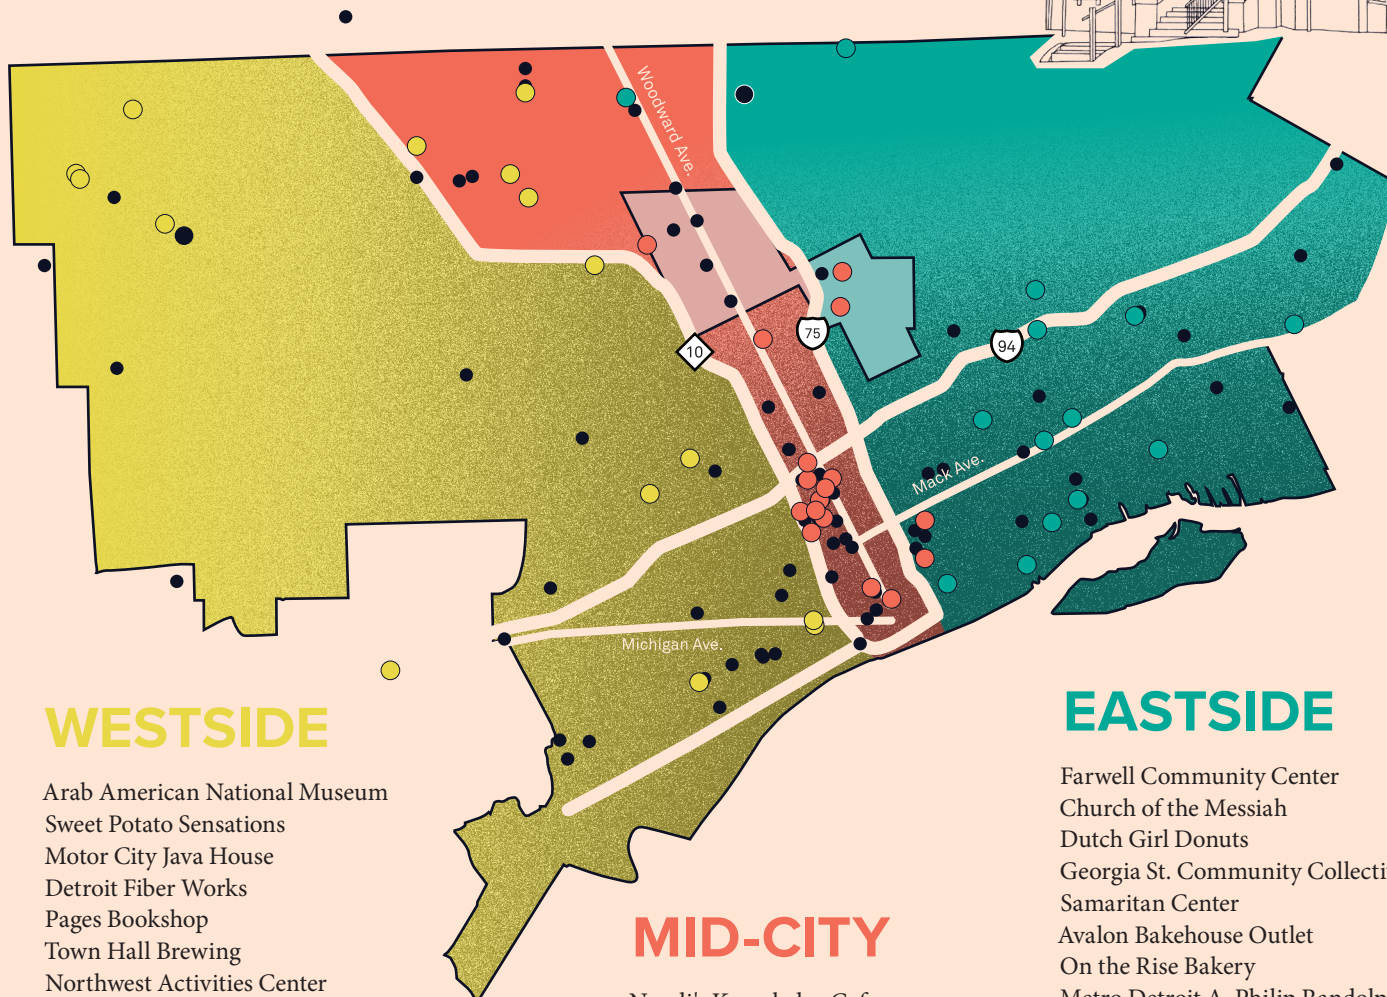 Woodward Ave.
75
10
94
Mack Ave.
Michigan Ave.
WESTSIDE
Arab American National Museum
Sweet Potato Sensations
Motor City Java House
Detroit Fiber Works
Pages Bookshop
Town Hall Brewing
Northwest Activities Center
MID-CITY
EASTSIDE
Farwell Community Center
Church of the Messiah
Dutch Girl Donuts
Georgia St. Community
Samaritan Center
Avalon Bakehouse Outlet
On the Rise Bakery
Metro Detroit A. Philip